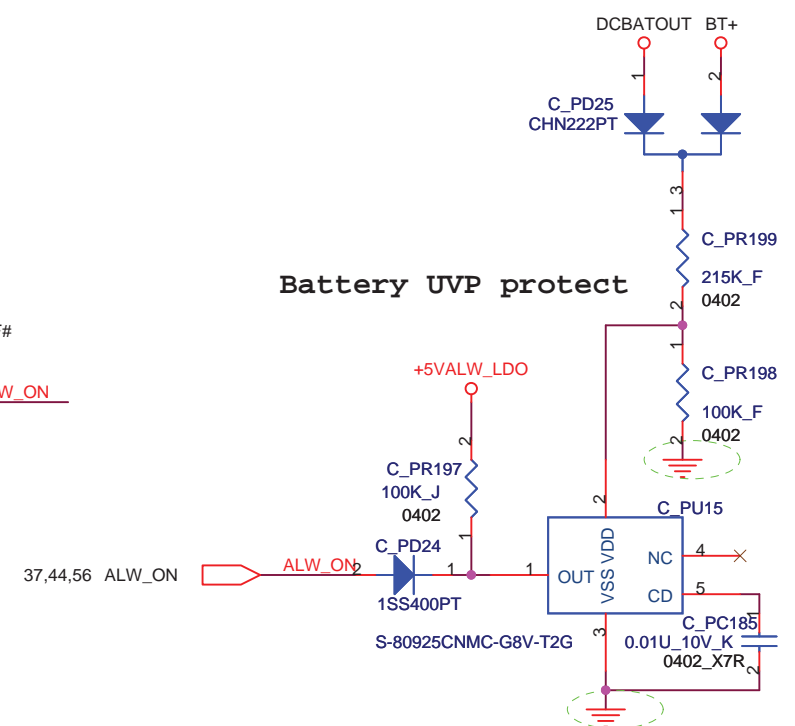 DCBATOUT BT+
1 2
C_PD25
CHN222PT
3
1
C_PR199
215K_F
0402
2
Battery UVP protect
#
W_ON
1
C_PR198
100K_F
0402
2
+5VALW_LDO
2
C_PR197
100K_J
0402
1
2
C_PU15
C_PD24
37,44,56 ALW_ON
ALW_ON 2
1
1
OUT
VSS VDD
NC
4
CD
5
1SS400PT
S-80925CNMC-G8V-T2G
3
C_PC185
0.01U_10V_K
0402_X7R
1
2